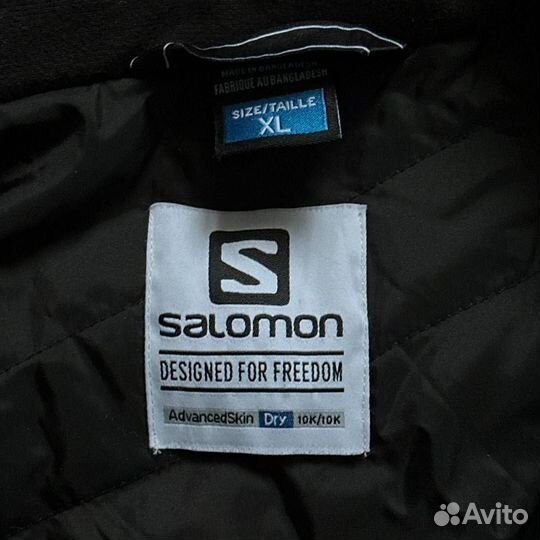 MADE IN BANGLADESH
FABRIQUE AU BANGLADESH
SIZE/TAILLE
XL
S
salomon
DESIGNED FOR FREEDOM
AdvancedSkin Dry 10K/10K
Avito